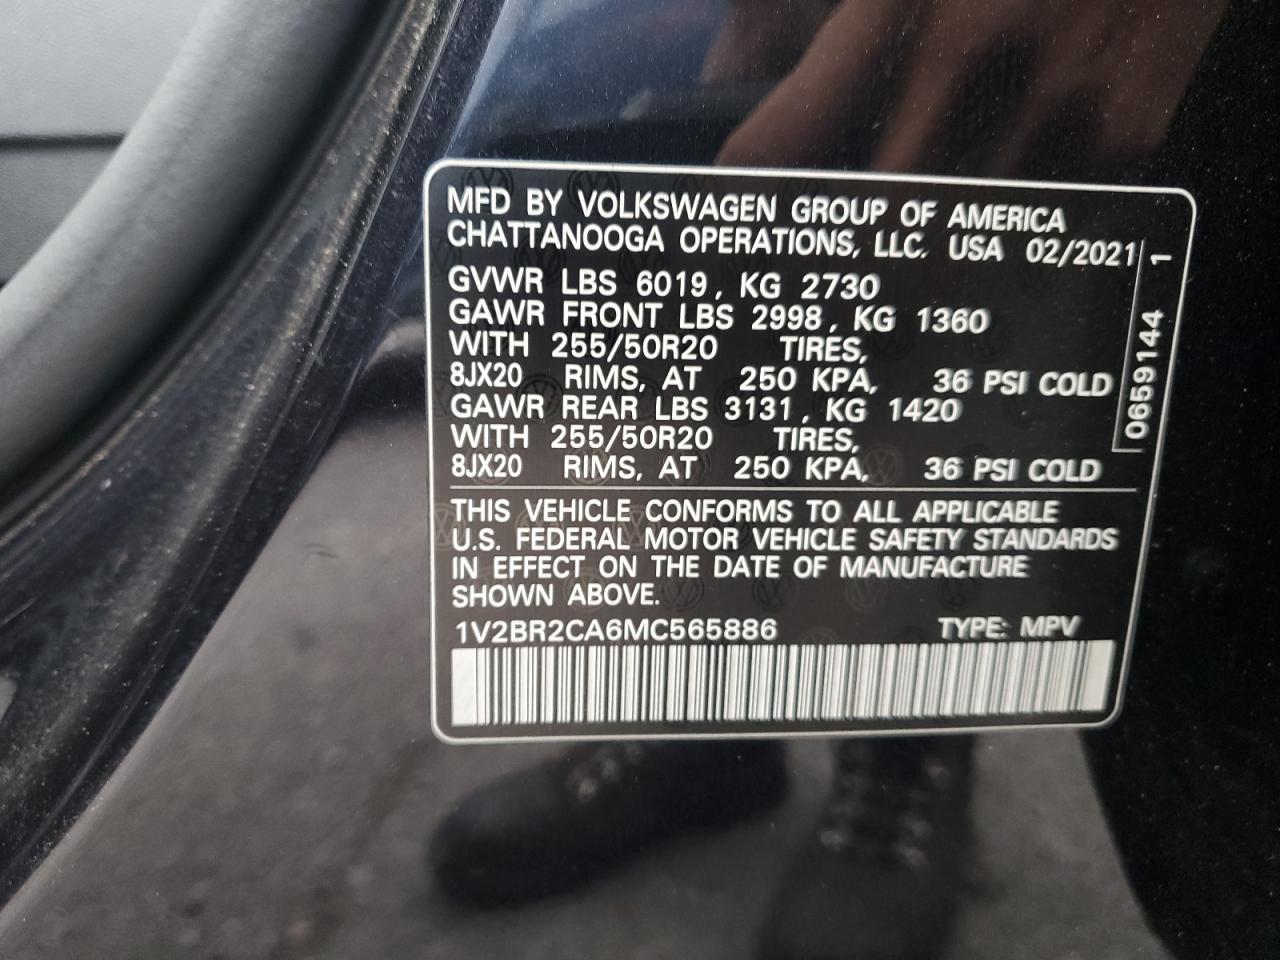 MFD BY VOLKSWAGEN GROUP OF AMERICA
CHATTANOOGA OPERATIONS, LLC. USA 02/2021
GVWR LBS 6019, KG 2730
GAWR FRONT LBS 2998, KG 1360
WITH 255/50R20 TIRES,
8JX20 RIMS, AT 250 KPA, 36 PSI COLD
GAWR REAR LBS 3131, KG 1420
WITH 255/50R20 TIRES,
8JX20 RIMS, AT 250 KPA, 36 PSI COLD
0659144 1
THIS VEHICLE CONFORMS TO ALL APPLICABLE
U.S. FEDERAL MOTOR VEHICLE SAFETY STANDARDS
IN EFFECT ON THE DATE OF MANUFACTURE
SHOWN ABOVE.
1V2BR2CA6MC565886 TYPE: MPV